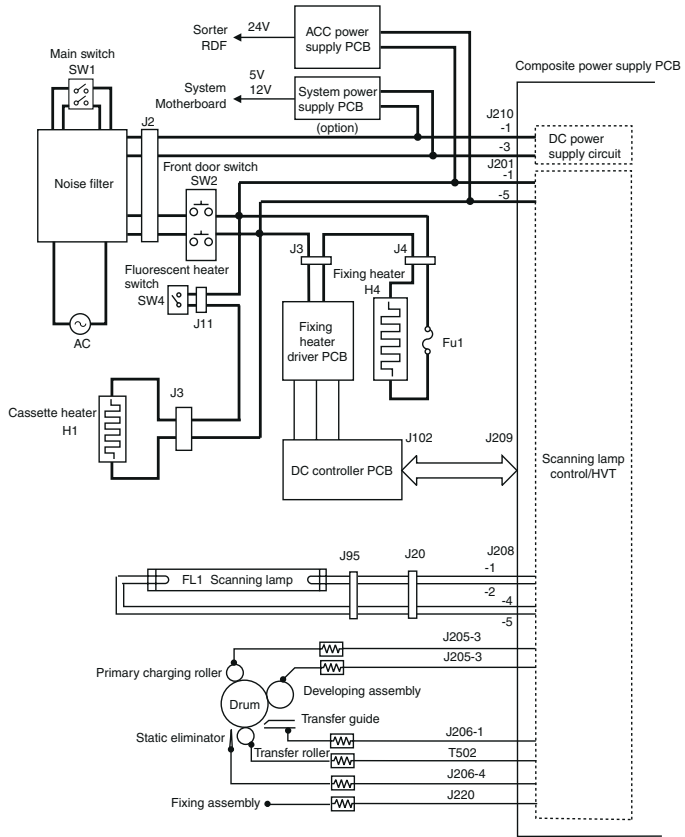 Sorter
RDF
24V
ACC power
supply PCB
Main switch
SW1
System
Motherboard
5V
12V
System power
supply PCB
(option)
Composite power supply PCB
J2
J210
-1
-3
DC power
supply circuit
J201
-1
-5
Noise filter
Front door switch
SW2
Fluorescent heater
switch
SW4
J11
J3
J4
Fixing heater
H4
Fixing
heater
driver PCB
Fu1
AC
Cassette heater
H1
J3
DC controller PCB
J102
J209
Scanning lamp
control/HVT
FL1 Scanning lamp
J95
J20
J208
-1
-2
-4
-5
J205-3
J205-3
Primary charging roller
Developing assembly
Drum
Transfer guide
Static eliminator
Transfer roller
J206-1
T502
J206-4
Fixing assembly
J220